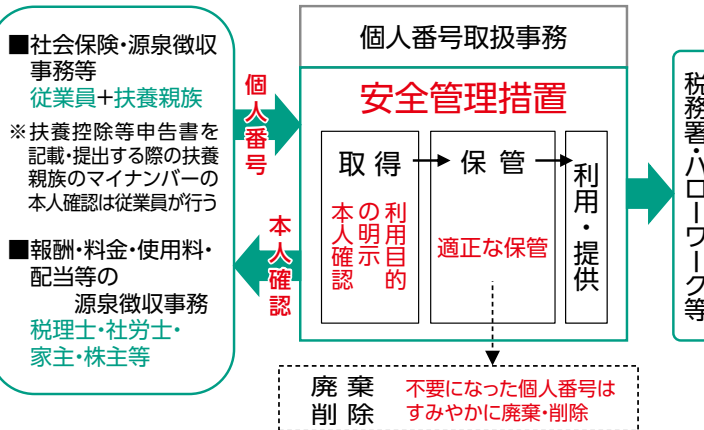 ■社会保険・源泉徴収
事務等
従業員+扶養親族
※扶養控除等申告書を
記載・提出する際の扶養
親族のマイナンバーの
本人確認は従業員が行う
■報酬・料金・使用料・
配当等の
源泉徴収事務
税理士・社労士・
家主・株主等
個人番号
本人確認
個人番号取扱事務
安全管理措置
取得
利用目的
の明示
本人確認
保管
適正な保管
利用・提供
廃棄
削除
不要になった個人番号は
すみやかに廃棄・削除
税務署・ハローワーク等